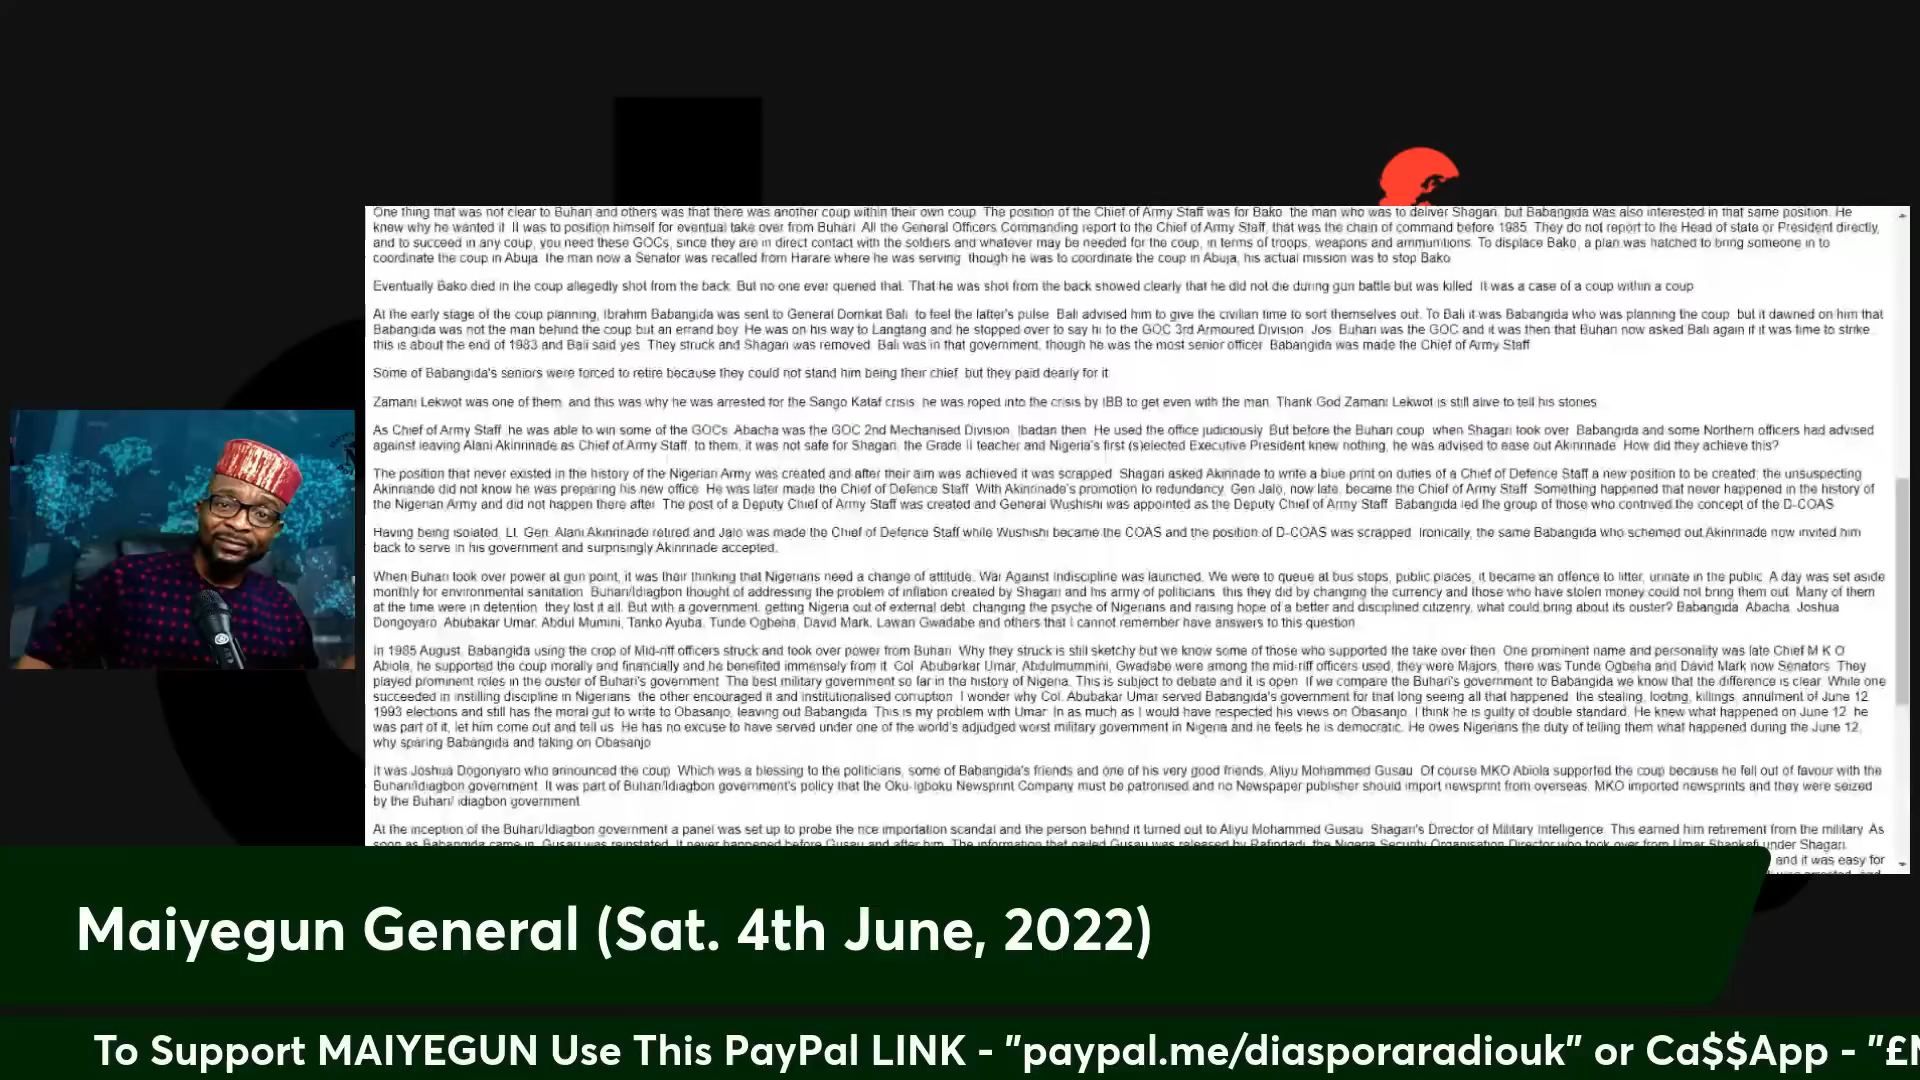 One thing that was not clear to Buhari and others was that there was another coup within their own coup. The position of the Chief of Army Staff was for Bako, the man who was to deliver Shagari, but Babangida was also interested in that same position. He
knew why he wanted it. It was to position himself for eventual take over from Buhari. All the General Officers Commanding report to the Chief of Army Staff, that was the chain of command before 1985. They do not report to the Head of state or President directly,
and to succeed in any coup, you need these GOCs, since they are in direct contact with the soldiers and whatever may be needed for the coup, in terms of troops, weapons and ammunitions. To displace Bako, a plan was hatched to bring someone in to
coordinate the coup in Abuja, the man now a Senator was recalled from Harare where he was serving, though he was to coordinate the coup in Abuja, his actual mission was to stop Bako
Eventually Bako died in the coup allegedly shot from the back. But no one ever queried that. That he was shot from the back showed clearly that he did not die during gun battle but was killed. It was a case of a coup within a coup
At the early stage of the coup planning, Ibrahim Babangida was sent to General Domkat Bali, to feel the latter's pulse. Bali advised him to give the civilian time to sort themselves out. To Bali it was Babangida who was planning the coup, but it dawned on him that
Babangida was not the man behind the coup but an errand boy. He was on his way to Langtang and he stopped over to say hi to the GOC 3rd Armoured Division, Jos. Buhari was the GOC and it was then that Buhari now asked Bali again if it was time to strike,
this is about the end of 1983 and Bali said yes. They struck and Shagari was removed. Bali was in that government, though he was the most senior officer. Babangida was made the Chief of Army Staff
Some of Babangida's seniors were forced to retire because they could not stand him being their chief, but they paid dearly for it
Zamani Lekwot was one of them, and this was why he was arrested for the Sango Kataf crisis, he was roped into the crisis by IBB to get even with the man. Thank God Zamani Lekwot is still alive to tell his stories
As Chief of Army Staff, he was able to win some of the GOCs. Abacha was the GOC 2nd Mechanised Division, Ibadan then. He used the office judiciously. But before the Buhari coup, when Shagari took over, Babangida and some Northern officers had advised
against leaving Alani Akinrinade as Chief of Army Staff, to them, it was not safe for Shagari, the Grade II teacher and Nigeria's first (s)elected Executive President knew nothing, he was advised to ease out Akinrinade. How did they achieve this?
The position that never existed in the history of the Nigerian Army was created and after their aim was achieved it was scrapped. Shagari asked Akinrinade to write a blue print on duties of a Chief of Defence Staff a new position to be created, the unsuspecting
Akinrianade did not know he was preparing his new office. He was later made the Chief of Defence Staff. With Akinrinade's promotion to redundancy, Gen Jalo, now late, became the Chief of Army Staff. Something happened that never happened in the history of
the Nigerian Army and did not happen there after. The post of a Deputy Chief of Army Staff was created and General Wushishi was appointed as the Deputy Chief of Army Staff. Babangida led the group of those who contrived the concept of the D-COAS
Having being isolated, Lt. Gen. Alani Akinrinade retired and Jalo was made the Chief of Defence Staff while Wushishi became the COAS and the position of D-COAS was scrapped. Ironically, the same Babangida who schemed out Akinrinade now invited him
back to serve in his government and surprisingly Akinrinade accepted.
When Buhari took over power at gun point, it was their thinking that Nigerians need a change of attitude. War Against Indiscipline was launched. We were to queue at bus stops, public places, it became an offence to litter, urinate in the public. A day was set aside
monthly for environmental sanitation. Buhari/Idiagbon thought of addressing the problem of inflation created by Shagari and his army of politicians, this they did by changing the currency and those who have stolen money could not bring them out. Many of them
at the time were in detention, they lost it all. But with a government, getting Nigeria out of external debt, changing the psyche of Nigerians and raising hope of a better and disciplined citizenry, what could bring about its ouster? Babangida, Abacha, Joshua
Dongoyaro, Abubakar Umar, Abdul Mumini, Tanko Ayuba, Tunde Ogbeha, David Mark, Lawan Gwadabe and others that I cannot remember have answers to this question
In 1985 August, Babangida using the crop of Mid-riff officers struck and took over power from Buhari. Why they struck is still sketchy but we know some of those who supported the take over then. One prominent name and personality was late Chief M K O
Abiola, he supported the coup morally and financially and he benefited immensely from it. Col. Abubarkar Umar, Abdulmummini, Gwadabe were among the mid-riff officers used, they were Majors, there was Tunde Ogbeha and David Mark now Senators. They
played prominent roles in the ouster of Buhari's government. The best military government so far in the history of Nigeria. This is subject to debate and it is open. If we compare the Buhari's government to Babangida we know that the difference is clear. While one
succeeded in instilling discipline in Nigerians, the other encouraged it and institutionalised corruption. I wonder why Col. Abubakar Umar served Babangida's government for that long seeing all that happened, the stealing, looting, killings, annulment of June 12
1993 elections and still has the moral gut to write to Obasanjo, leaving out Babangida. This is my problem with Umar. In as much as I would have respected his views on Obasanjo, I think he is guilty of double standard. He knew what happened on June 12, he
was part of it, let him come out and tell us. He has no excuse to have served under one of the world's adjudged worst military government in Nigeria and he feels he is democratic. He owes Nigerians the duty of telling them what happened during the June 12,
why sparing Babangida and taking on Obasanjo
It was Joshua Dogonyaro who announced the coup. Which was a blessing to the politicians, some of Babangida's friends and one of his very good friends, Aliyu Mohammed Gusau. Of course MKO Abiola supported the coup because he fell out of favour with the
Buhari/Idiagbon government. It was part of Buhari/Idiagbon government's policy that the Oku-Igboku Newsprint Company must be patronised and no Newspaper publisher should import newsprint from overseas. MKO imported newsprints and they were seized
by the Buhari/ Idiagbon government
At the inception of the Buhari/Idiagbon government a panel was set up to probe the rice importation scandal and the person behind it turned out to Aliyu Mohammed Gusau, Shagari's Director of Military Intelligence. This earned him retirement from the military. As
soon as Babangida came in, Gusau was reinstated. It never happened before Gusau and after him. The information that nailed Gusau was released by Rafindadi, the Nigeria Security Organisation Director who took over from Umar Shankafi under Shagari.
and it was easy for
Maiyegun General (Sat. 4th June, 2022)
To Support MAIYEGUN Use This PayPal LINK - "paypal.me/diasporaradiouk" or Ca$$App - "£